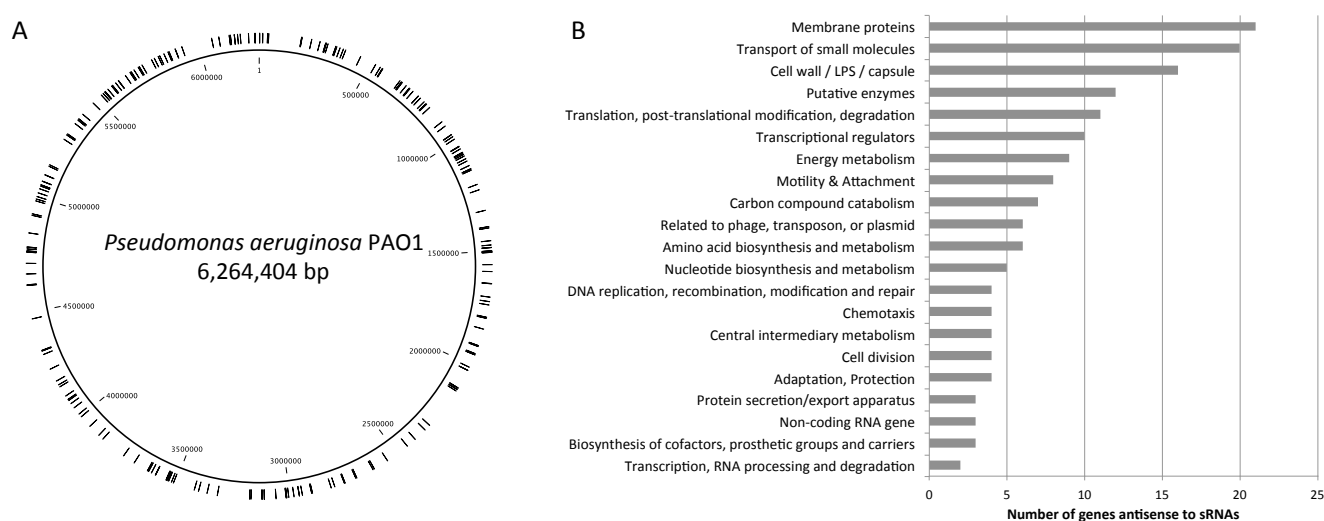 A
1
500000
1000000
1500000
2000000
2500000
3000000
3500000
4000000
4500000
5000000
5500000
6000000
Pseudomonas aeruginosa PAO1
6,264,404 bp
B
Membrane proteins
Transport of small molecules
Cell wall / LPS / capsule
Putative enzymes
Translation, post-translational modification, degradation
Transcriptional regulators
Energy metabolism
Motility & Attachment
Carbon compound catabolism
Related to phage, transposon, or plasmid
Amino acid biosynthesis and metabolism
Nucleotide biosynthesis and metabolism
DNA replication, recombination, modification and repair
Chemotaxis
Central intermediary metabolism
Cell division
Adaptation, Protection
Protein secretion/export apparatus
Non-coding RNA gene
Biosynthesis of cofactors, prosthetic groups and carriers
Transcription, RNA processing and degradation
0 5 10 15 20 25
Number of genes antisense to sRNAs